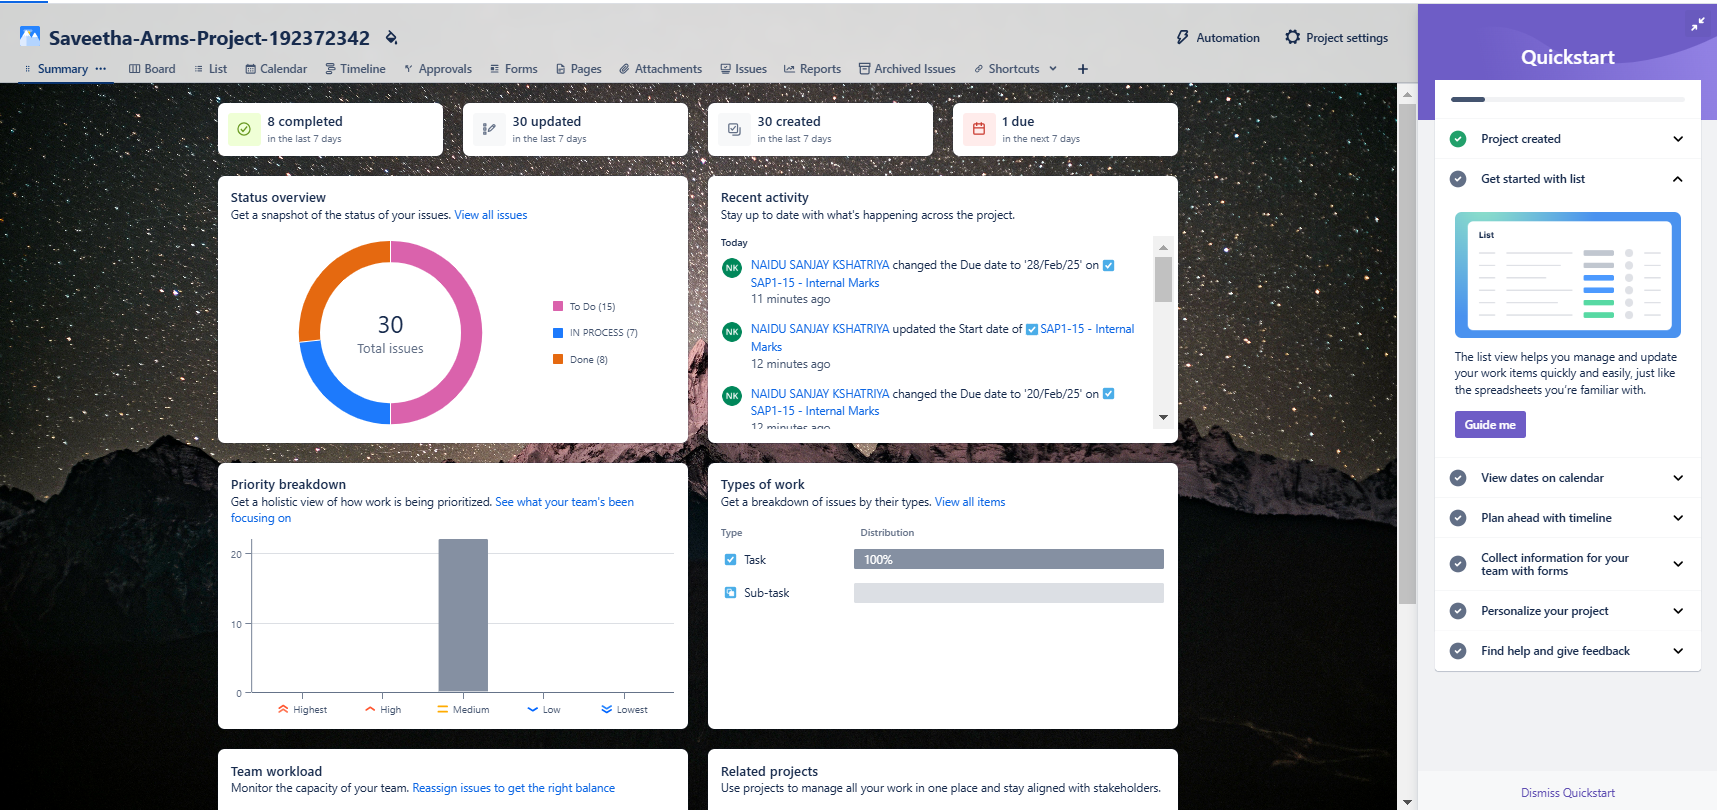 Saveetha-Arms-Project-192372342
Automation
Project settings
Summary
Board
List
Calendar
Timeline
Approvals
Forms
Pages
Attachments
Issues
Reports
Archived Issues
Shortcuts
8 completed
in the last 7 days
30 updated
in the last 7 days
30 created
in the last 7 days
1 due
in the next 7 days
Status overview
Get a snapshot of the status of your issues. View all issues
30
Total issues
To Do (15)
IN PROCESS (7)
Done (8)
Recent activity
Stay up to date with what's happening across the project.
Today
NK
NAIDU SANJAY KSHATRIYA changed the Due date to '28/Feb/25' on
SAP1-15 - Internal Marks
11 minutes ago
NK
NAIDU SANJAY KSHATRIYA updated the Start date of SAP1-15 - Internal
Marks
12 minutes ago
NK
NAIDU SANJAY KSHATRIYA changed the Due date to '20/Feb/25' on
SAP1-15 - Internal Marks
12 minutes ago
Priority breakdown
Get a holistic view of how work is being prioritized. See what your team's been
focusing on
20
10
0
Highest
High
Medium
Low
Lowest
Types of work
Get a breakdown of issues by their types. View all items
Type
Distribution
Task
100%
Sub-task
Team workload
Monitor the capacity of your team. Reassign issues to get the right balance
Related projects
Use projects to manage all your work in one place and stay aligned with stakeholders.
Quickstart
Project created
Get started with list
List
The list view helps you manage and update
your work items quickly and easily, just like
the spreadsheets you're familiar with.
Guide me
View dates on calendar
Plan ahead with timeline
Collect information for your
team with forms
Personalize your project
Find help and give feedback
Dismiss Quickstart